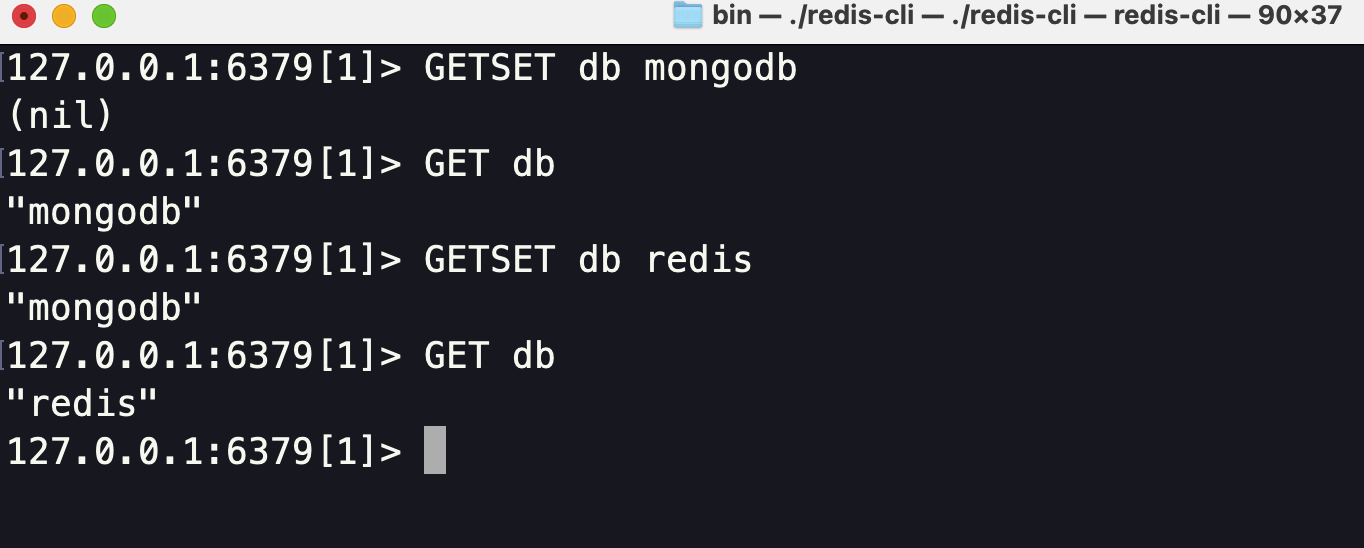 bin — ./redis-cli — ./redis-cli — redis-cli — 90×37
127.0.0.1:6379[1]> GETSET db mongodb
(nil)
127.0.0.1:6379[1]> GET db
"mongodb"
127.0.0.1:6379[1]> GETSET db redis
"mongodb"
127.0.0.1:6379[1]> GET db
"redis"
127.0.0.1:6379[1]>